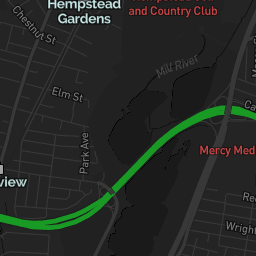 Hempstead
Gardens
and Country Club
Chestnut St
Mill River
Elm St
Park Ave
Mercy Med
view